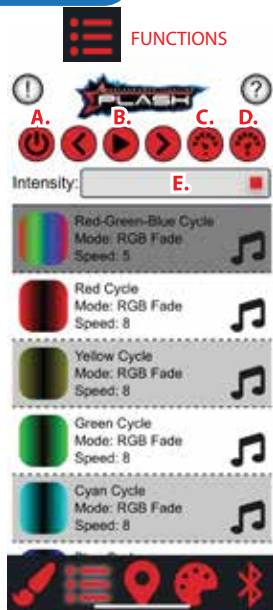 FUNCTIONS
! ?
PLASH
A. B. C. D.
Intensity: E.
Red-Green-Blue Cycle
Mode: RGB Fade
Speed: 5
Red Cycle
Mode: RGB Fade
Speed: 8
Yellow Cycle
Mode: RGB Fade
Speed: 8
Green Cycle
Mode: RGB Fade
Speed: 8
Cyan Cycle
Mode: RGB Fade
Speed: 8